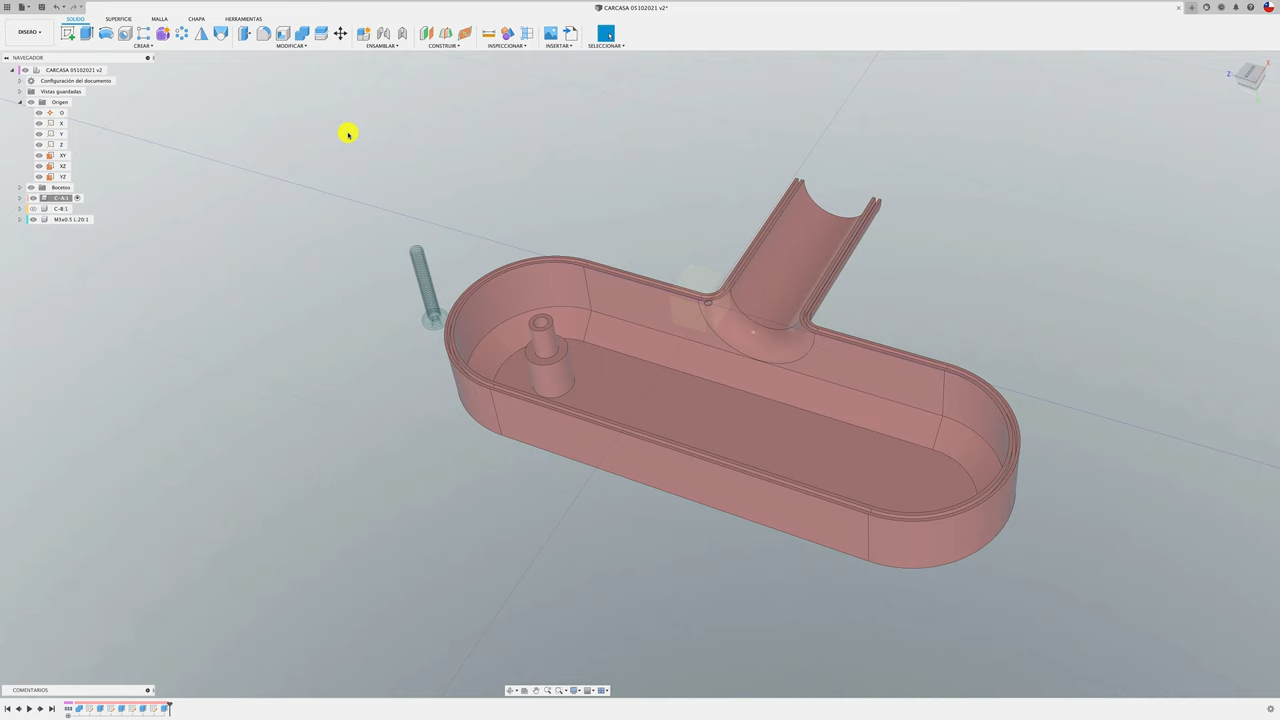 CARCASA 05102021 v2*
SOLIDO
SUPERFICIE
MALLA
CHAPA
HERRAMIENTAS
DISEÑO
CREAR
MODIFICAR
ENSAMBLAR
CONSTRUIR
INSPECCIONAR
INSERTAR
SELECCIONAR
NAVEGADOR
CARCASA 05102021 v2
Configuración del documento
Vistas guardadas
Origen
O
X
Y
Z
XY
XZ
YZ
Bocetos
C-A:1
C-B:1
M3x0.5 L 20:1
Z
X
COMENTARIOS